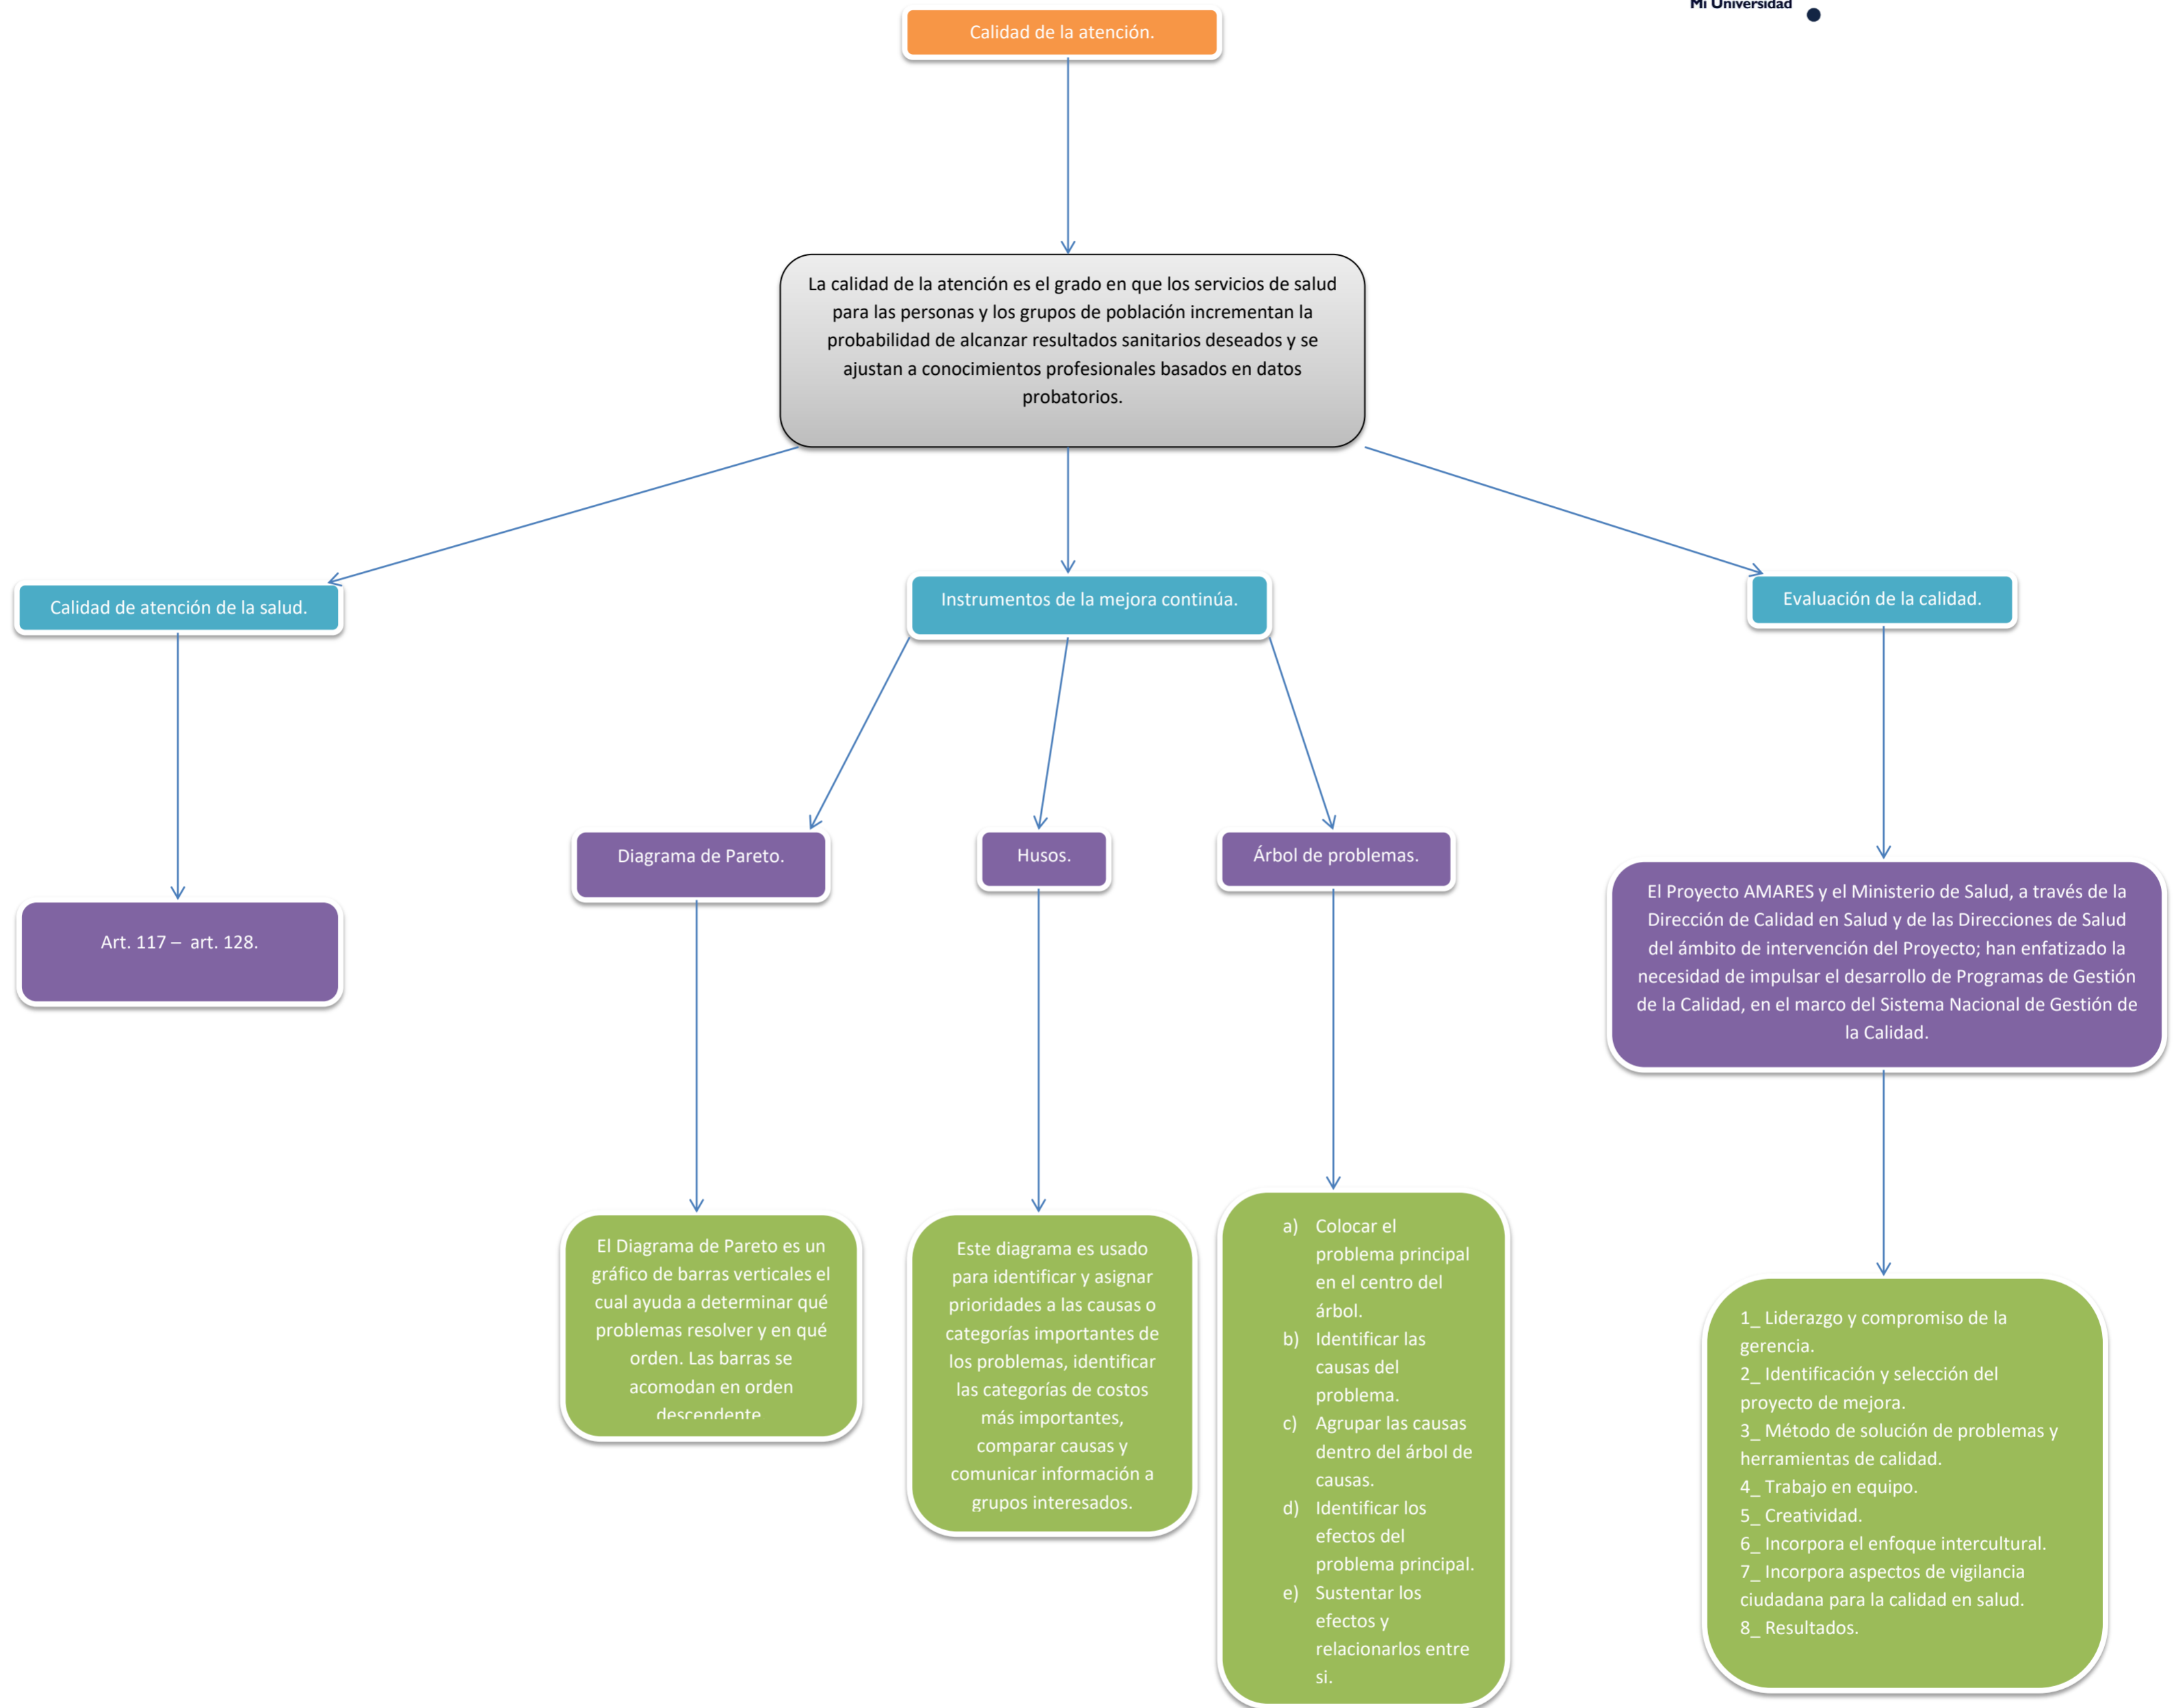 Mi Universidad
Calidad de la atención.
La calidad de la atención es el grado en que los servicios de salud
para las personas y los grupos de población incrementan la
probabilidad de alcanzar resultados sanitarios deseados y se
ajustan a conocimientos profesionales basados en datos
probatorios.
Calidad de atención de la salud.
Instrumentos de la mejora continúa.
Evaluación de la calidad.
Art. 117 – art. 128.
Diagrama de Pareto.
Husos.
Árbol de problemas.
El Proyecto AMARES y el Ministerio de Salud, a través de la
Dirección de Calidad en Salud y de las Direcciones de Salud
del ámbito de intervención del Proyecto; han enfatizado la
necesidad de impulsar el desarrollo de Programas de Gestión
de la Calidad, en el marco del Sistema Nacional de Gestión de
la Calidad.
El Diagrama de Pareto es un
gráfico de barras verticales el
cual ayuda a determinar qué
problemas resolver y en qué
orden. Las barras se
acomodan en orden
descendente
Este diagrama es usado
para identificar y asignar
prioridades a las causas o
categorías importantes de
los problemas, identificar
las categorías de costos
más importantes,
comparar causas y
comunicar información a
grupos interesados.
a) Colocar el
problema principal
en el centro del
árbol.
b) Identificar las
causas del
problema.
c) Agrupar las causas
dentro del árbol de
causas.
d) Identificar los
efectos del
problema principal.
e) Sustentar los
efectos y
relacionarlos entre
si.
1_ Liderazgo y compromiso de la
gerencia.
2_ Identificación y selección del
proyecto de mejora.
3_ Método de solución de problemas y
herramientas de calidad.
4_ Trabajo en equipo.
5_ Creatividad.
6_ Incorpora el enfoque intercultural.
7_ Incorpora aspectos de vigilancia
ciudadana para la calidad en salud.
8_ Resultados.